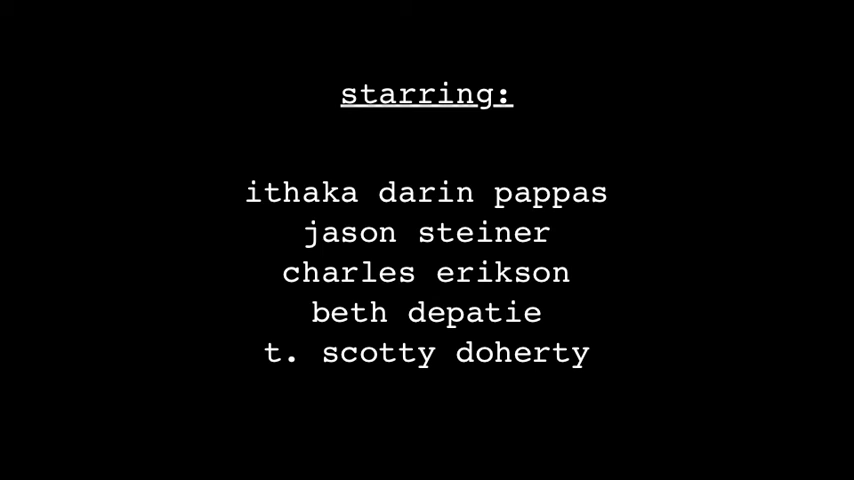 starring:
ithaka darin pappas
jason steiner
charles erikson
beth depatie
t. scotty doherty